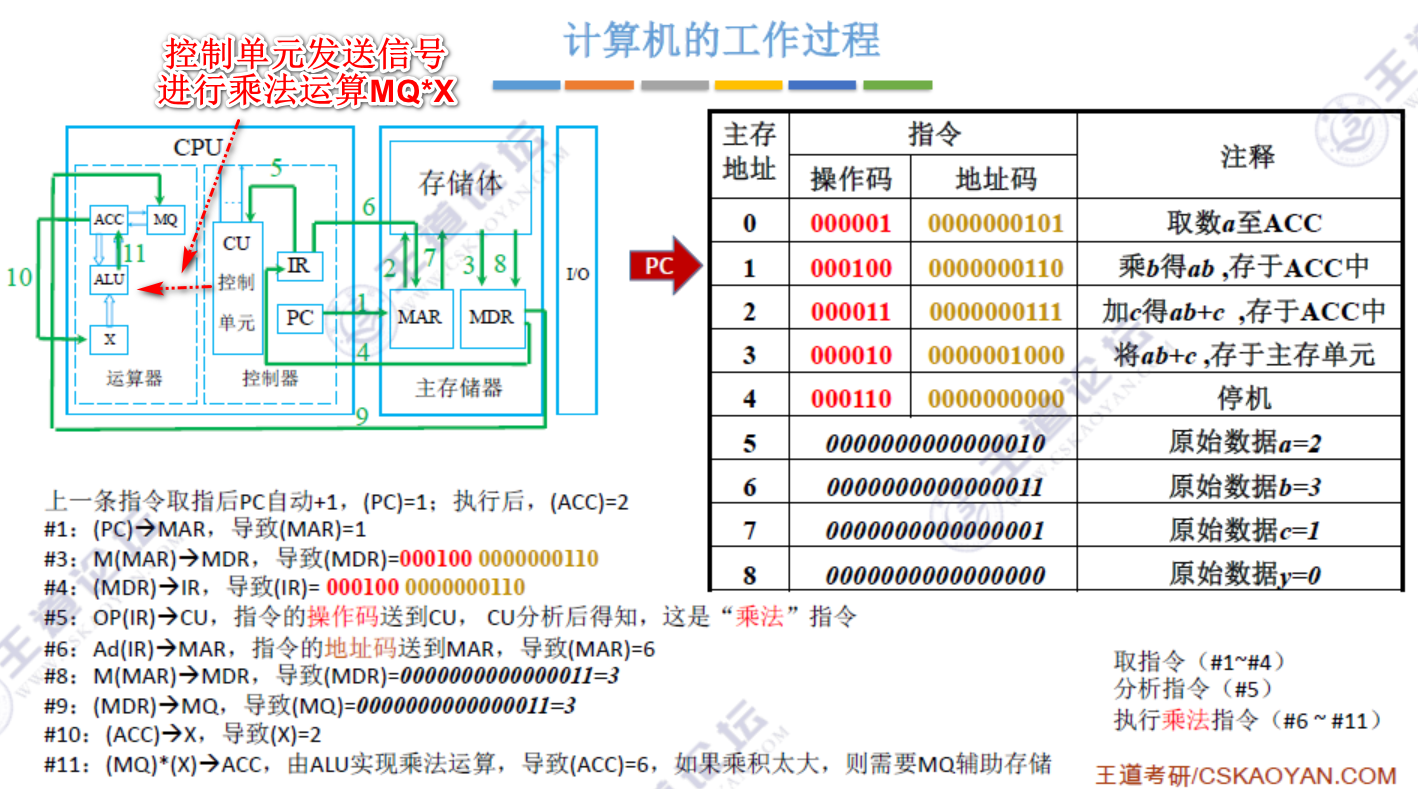 计算机的工作过程
控制单元发送信号
进行乘法运算MQ*X
CPU
ACC
MQ
ALU
X
运算器
CU
控制
单元
IR
PC
控制器
存储体
MAR
MDR
主存储器
I/O
1
2
3
4
5
6
7
8
9
10
11
PC
主存地址 指令 注释
操作码 地址码
0 000001 0000000101 取数a至ACC
1 000100 0000000110 乘b得ab ,存于ACC中
2 000011 0000000111 加c得ab+c ,存于ACC中
3 000010 0000001000 将ab+c ,存于主存单元
4 000110 0000000000 停机
5 0000000000000010 原始数据a=2
6 0000000000000011 原始数据b=3
7 0000000000000001 原始数据c=1
8 0000000000000000 原始数据y=0
上一条指令取指后PC自动+1，(PC)=1；执行后，(ACC)=2
#1：(PC)→MAR，导致(MAR)=1
#3：M(MAR)→MDR，导致(MDR)=000100 0000000110
#4：(MDR)→IR，导致(IR)= 000100 0000000110
#5：OP(IR)→CU，指令的操作码送到CU， CU分析后得知，这是“乘法”指令
#6：Ad(IR)→MAR，指令的地址码送到MAR，导致(MAR)=6
#8：M(MAR)→MDR，导致(MDR)=0000000000000011=3
#9：(MDR)→MQ，导致(MQ)=0000000000000011=3
#10：(ACC)→X，导致(X)=2
#11：(MQ)*(X)→ACC，由ALU实现乘法运算，导致(ACC)=6，如果乘积太大，则需要MQ辅助存储
取指令（#1~#4）
分析指令（#5）
执行乘法指令（#6 ~ #11）
王道考研/CSKAOYAN.COM